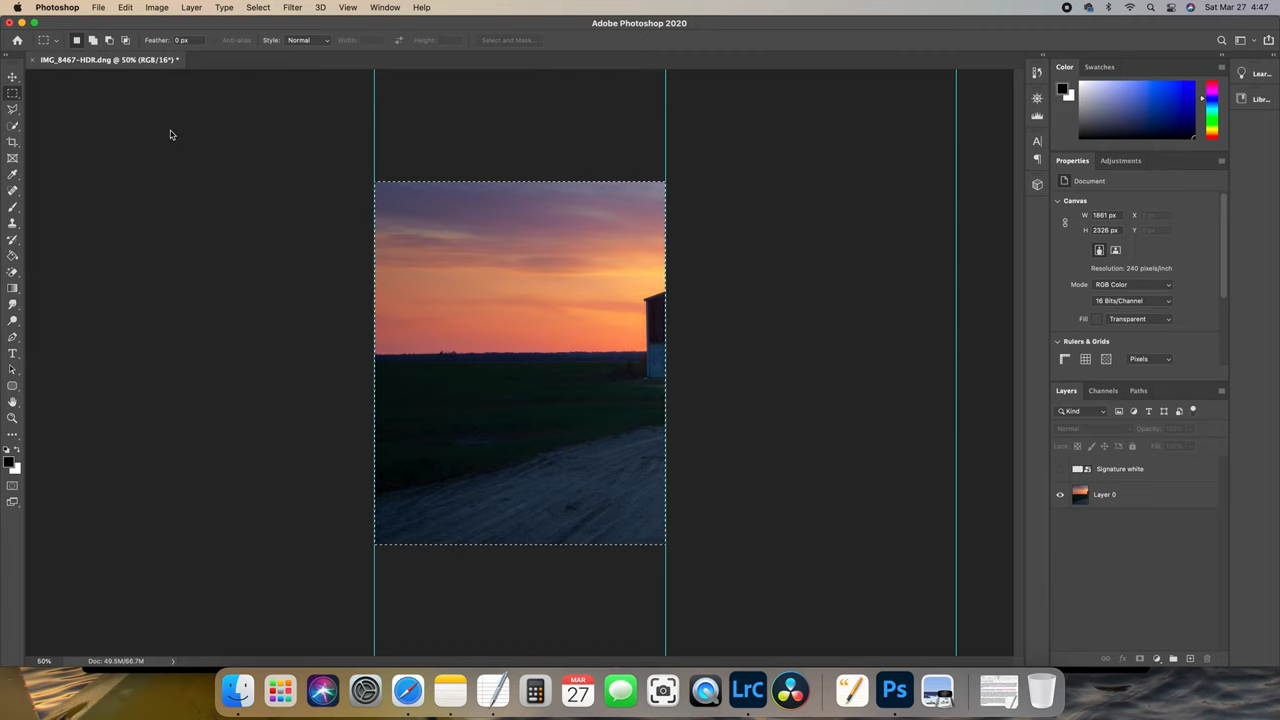 Photoshop File Edit Image Layer Type Select Filter 3D View Window Help Sat Mar 27 4:47
Adobe Photoshop 2020
Feather: 0 px Anti-alias Style: Normal Width: Height: Select and Mask...
IMG_8467-HDR.dng @ 50% (RGB/16*) *
Color Swatches
Lear...
Libr...
Properties Adjustments
Document
Canvas
W 1861 px X
H 2326 px Y
Resolution: 240 pixels/inch
Mode RGB Color
16 Bits/Channel
Fill Transparent
Rulers & Grids
Pixels
Layers Channels Paths
Kind
Normal Opacity: 100%
Lock: Fill: 100%
Signature white
Layer 0
50% Doc: 49.5M/66.7M
MAR
27
LrC
Ps